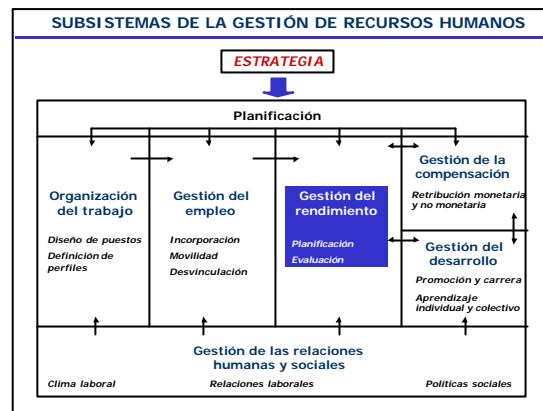 SUBSISTEMAS DE LA GESTIÓN DE RECURSOS HUMANOS
ESTRATEGIA
Planificación
Organización
del trabajo
Diseño de puestos
Definición de
perfiles
Gestión del
empleo
Incorporación
Movilidad
Desvinculación
Gestión del
rendimiento
Planificación
Evaluación
Gestión de la
compensación
Retribución monetaria
y no monetaria
Gestión del
desarrollo
Promoción y carrera
Aprendizaje
individual y colectivo
Gestión de las relaciones
humanas y sociales
Clima laboral
Relaciones laborales
Políticas sociales